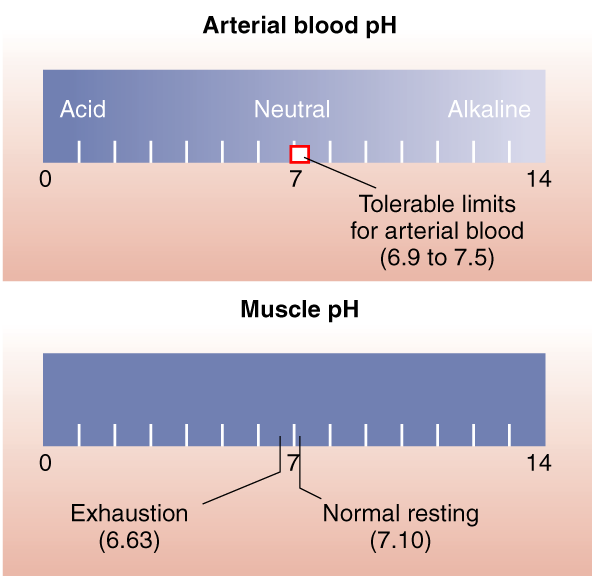 Arterial blood pH
Acid Neutral Alkaline
0 7 14
Tolerable limits
for arterial blood
(6.9 to 7.5)
Muscle pH
0 7 14
Exhaustion
(6.63)
Normal resting
(7.10)